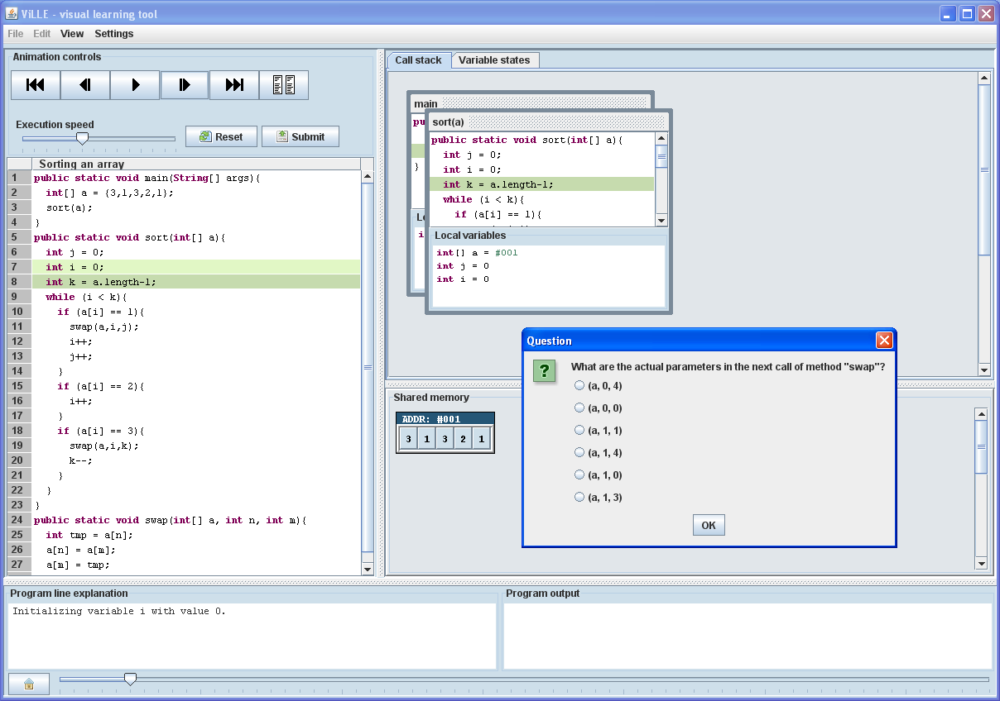 ViLLE - visual learning tool
File Edit View Settings
Animation controls
Execution speed
Reset
Submit
Sorting an array
1 public static void main(String[] args){
2 int[] a = {3,1,3,2,1};
3 sort(a);
4 }
5 public static void sort(int[] a){
6 int j = 0;
7 int i = 0;
8 int k = a.length-1;
9 while (i < k){
10 if (a[i] == 1){
11 swap(a,i,j);
12 i++;
13 j++;
14 }
15 if (a[i] == 2){
16 i++;
17 }
18 if (a[i] == 3){
19 swap(a,i,k);
20 k--;
21 }
22 }
23 }
24 public static void swap(int[] a, int n, int m){
25 int tmp = a[n];
26 a[n] = a[m];
27 a[m] = tmp;
Call stack
Variable states
main
pu
}
Lo
i
sort(a)
public static void sort(int[] a){
int j = 0;
int i = 0;
int k = a.length-1;
while (i < k){
if (a[i] == 1){
Local variables
int[] a = #001
int j = 0
int i = 0
Shared memory
ADDR: #001
3 1 3 2 1
Question
?
What are the actual parameters in the next call of method "swap"?
(a, 0, 4)
(a, 0, 0)
(a, 1, 1)
(a, 1, 4)
(a, 1, 0)
(a, 1, 3)
OK
Program line explanation
Initializing variable i with value 0.
Program output